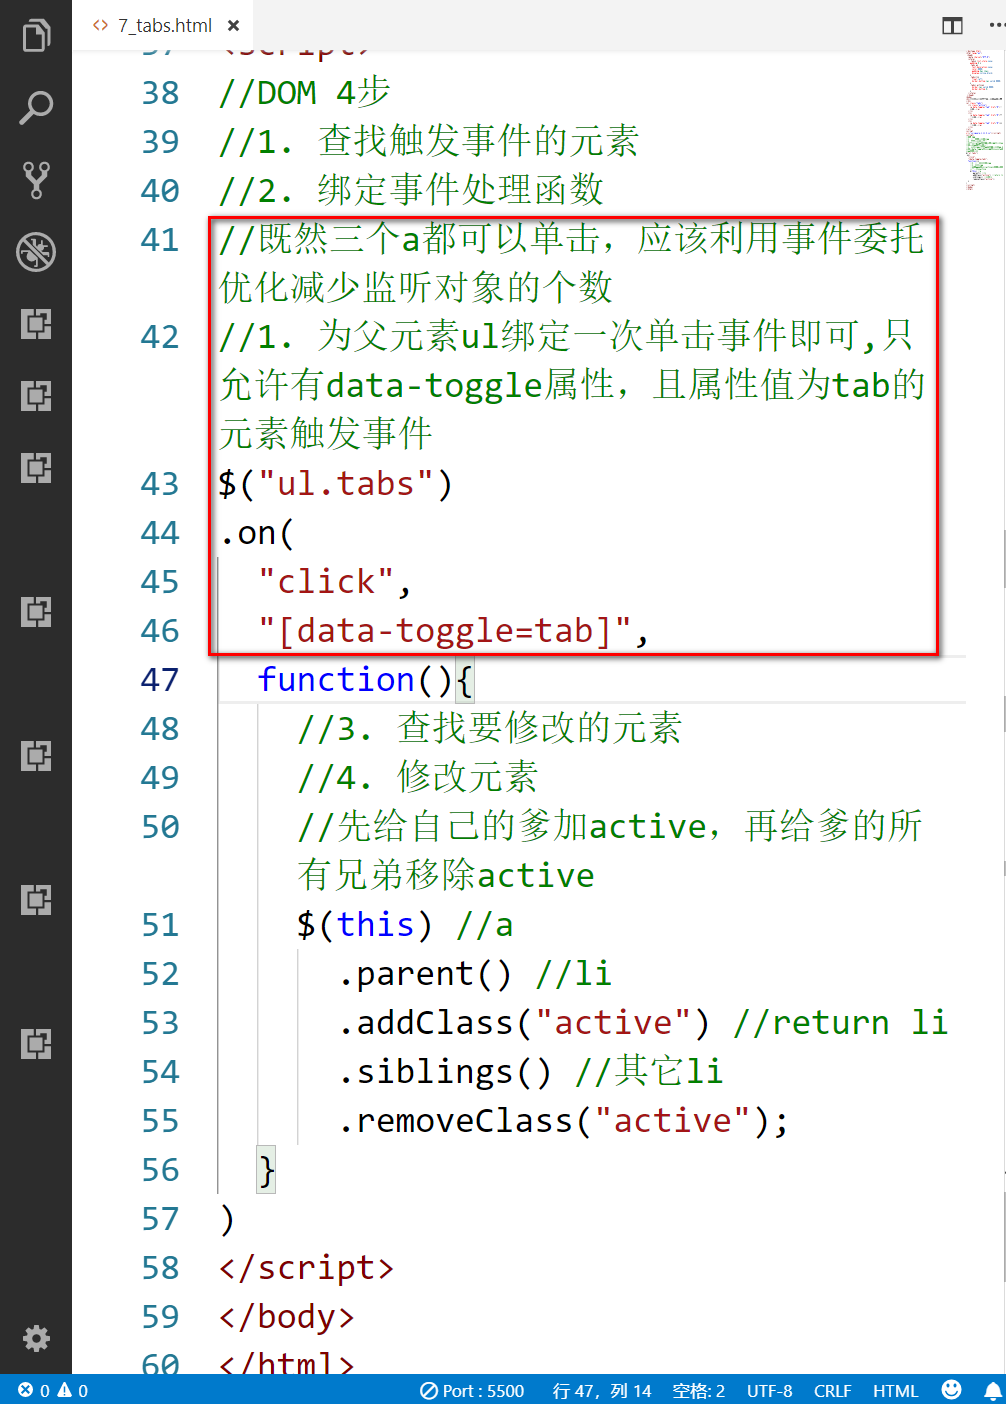 7_tabs.html
37 <script>
38 //DOM 4步
39 //1. 查找触发事件的元素
40 //2. 绑定事件处理函数
41 //既然三个a都可以单击，应该利用事件委托
优化减少监听对象的个数
42 //1. 为父元素ul绑定一次单击事件即可,只
允许有data-toggle属性，且属性值为tab的
元素触发事件
43 $("ul.tabs")
44 .on(
45 "click",
46 "[data-toggle=tab]",
47 function(){
48 //3. 查找要修改的元素
49 //4. 修改元素
50 //先给自己的爹加active，再给爹的所
有兄弟移除active
51 $(this) //a
52 .parent() //li
53 .addClass("active") //return li
54 .siblings() //其它li
55 .removeClass("active");
56 }
57 )
58 </script>
59 </body>
60 </html>
0 0 Port : 5500 行 47，列 14 空格: 2 UTF-8 CRLF HTML